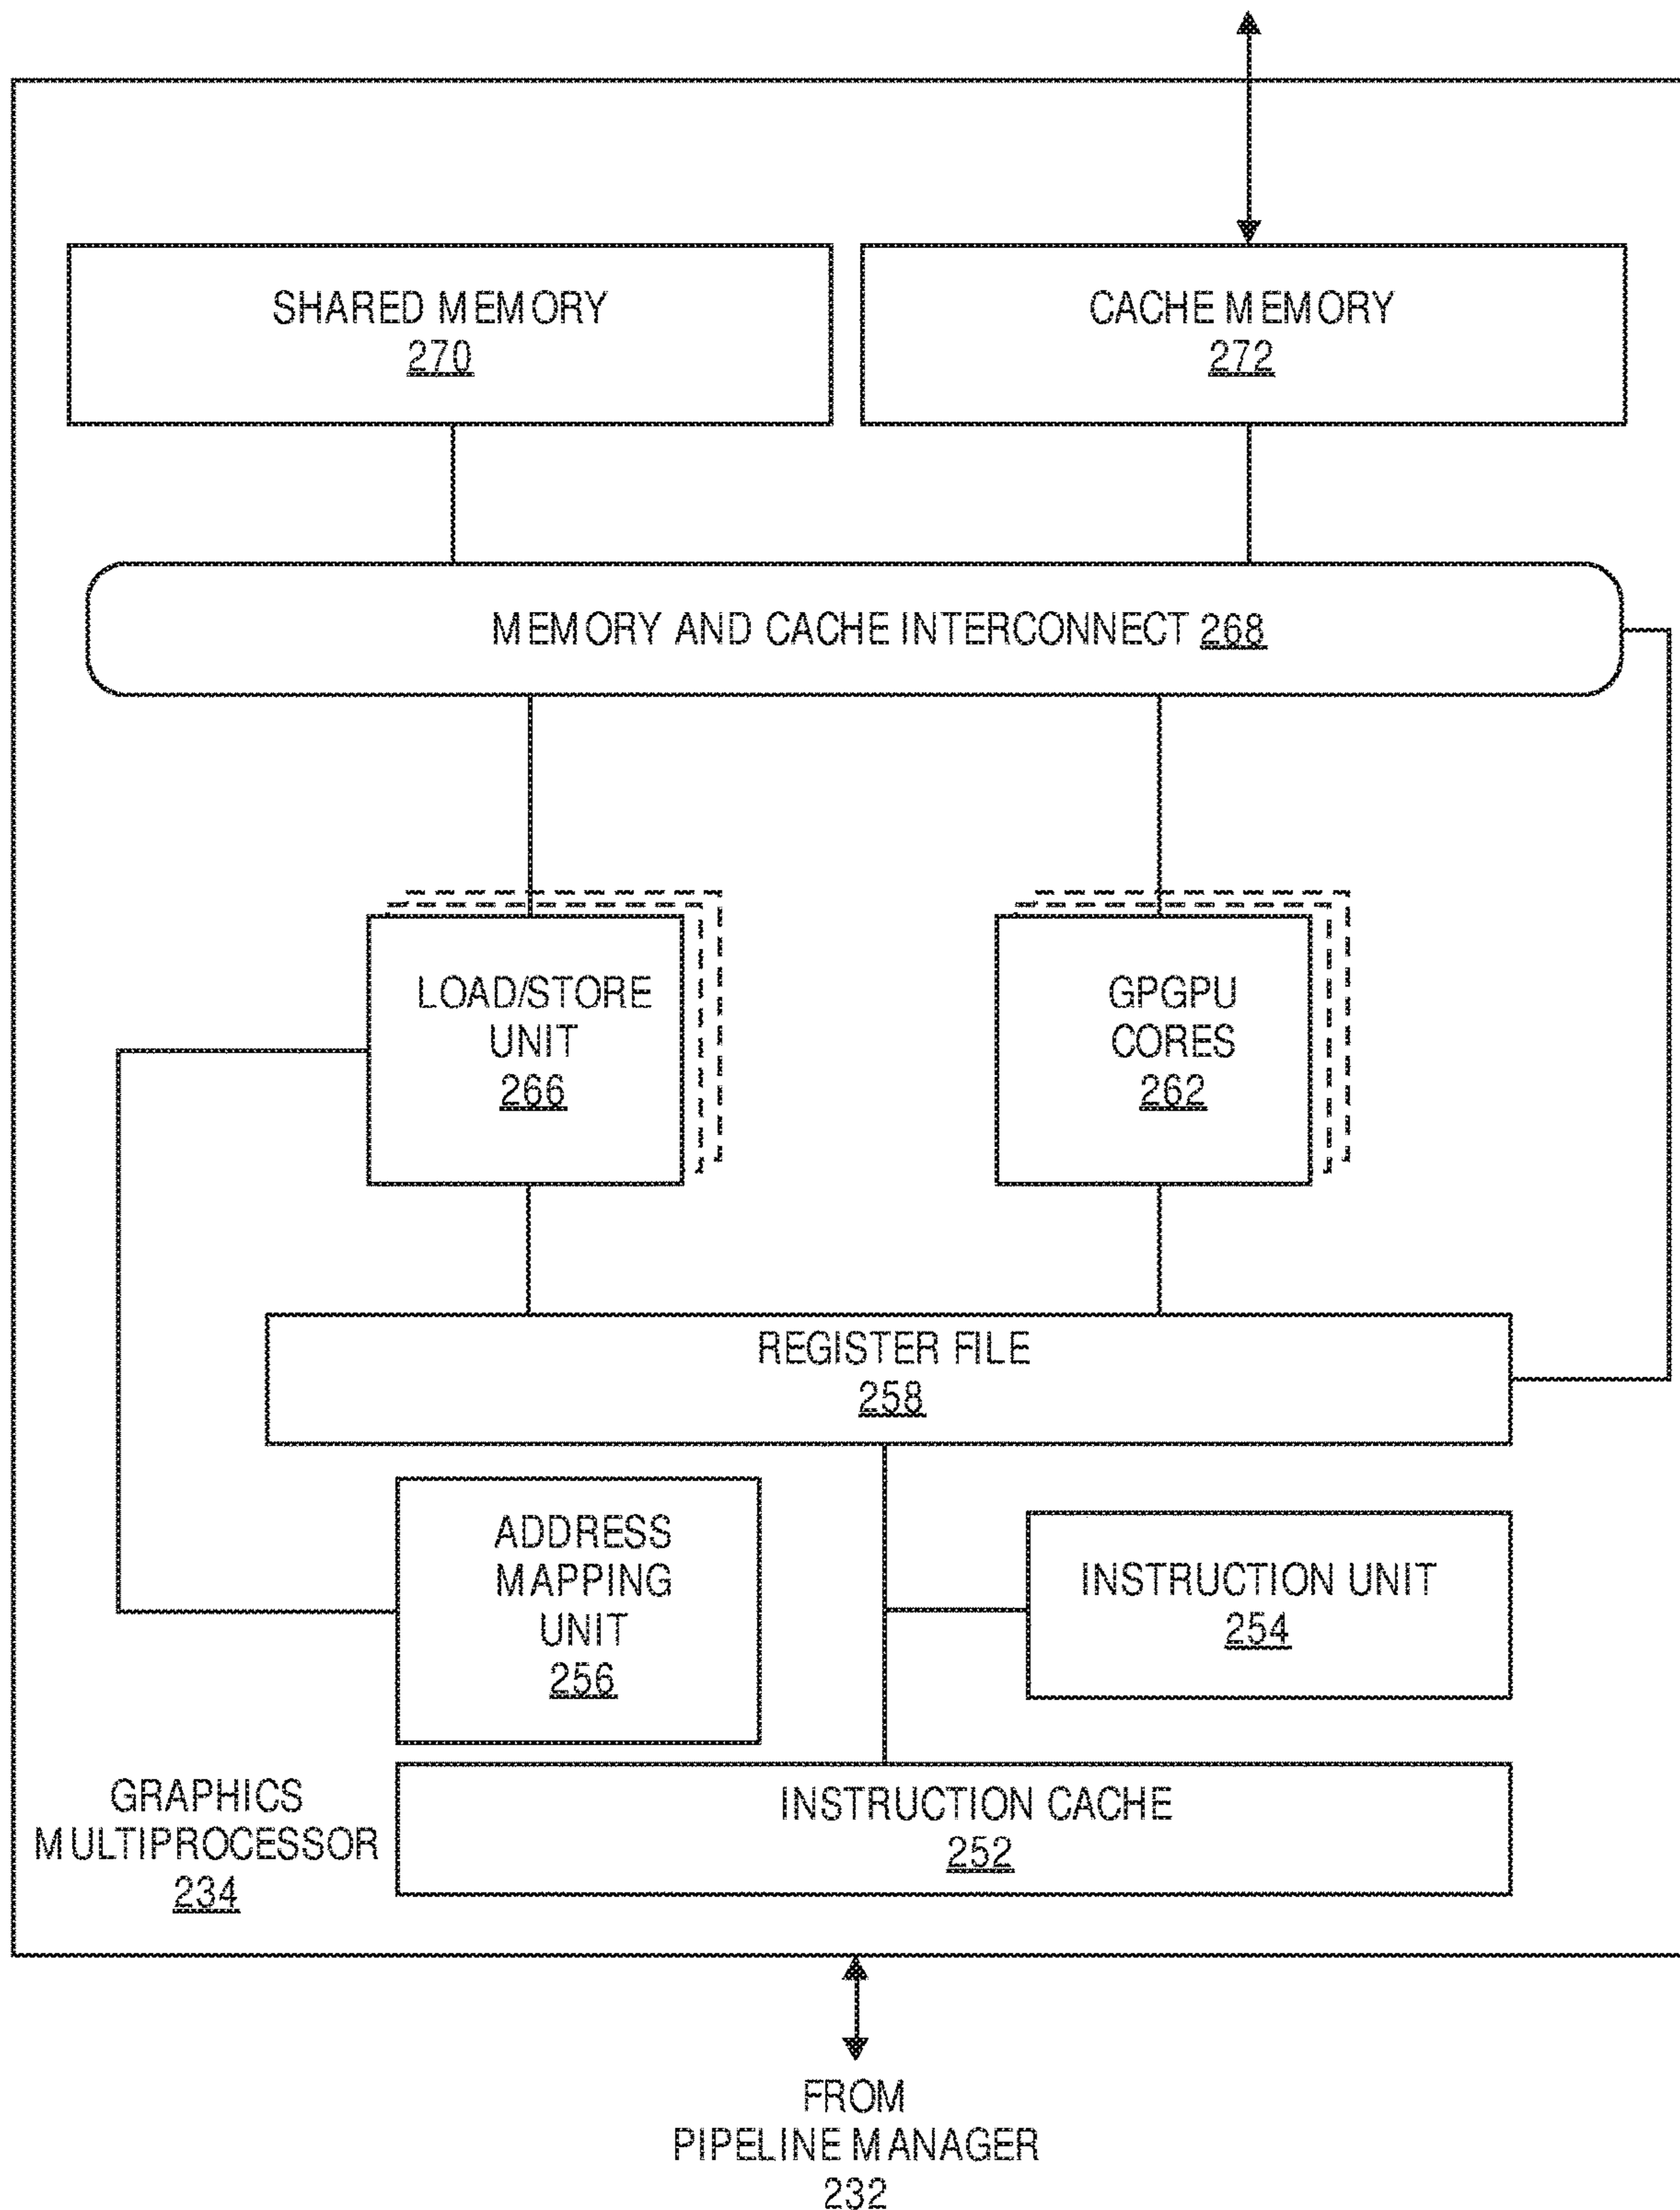 SHARED MEMORY
270
CACHE MEMORY
272
MEMORY AND CACHE INTERCONNECT 268
LOAD/STORE
UNIT
266
GPGPU
CORES
262
REGISTER FILE
258
ADDRESS
MAPPING
UNIT
256
INSTRUCTION UNIT
254
GRAPHICS
MULTIPROCESSOR
234
INSTRUCTION CACHE
252
FROM
PIPELINE MANAGER
232